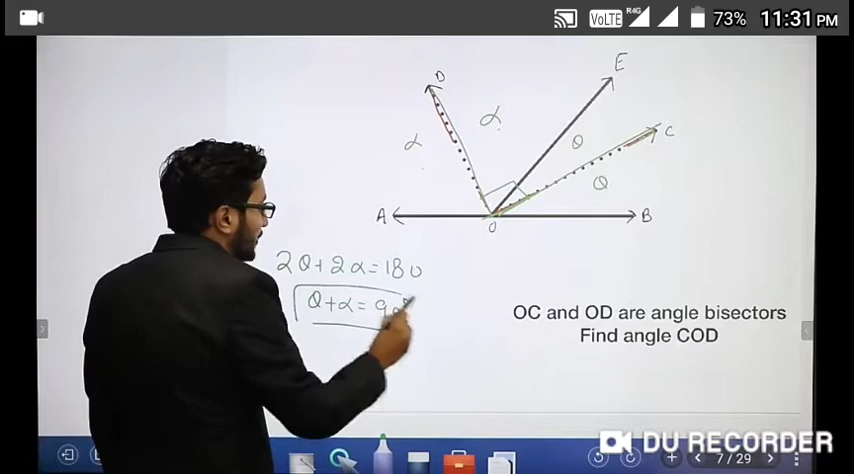 VoLTE R4G 73% 11:31 PM
D
E
α
α
θ
C
θ
A
B
O
2θ+2α=180
θ+α=90°
OC and OD are angle bisectors
Find angle COD
DU RECORDER
7 / 29